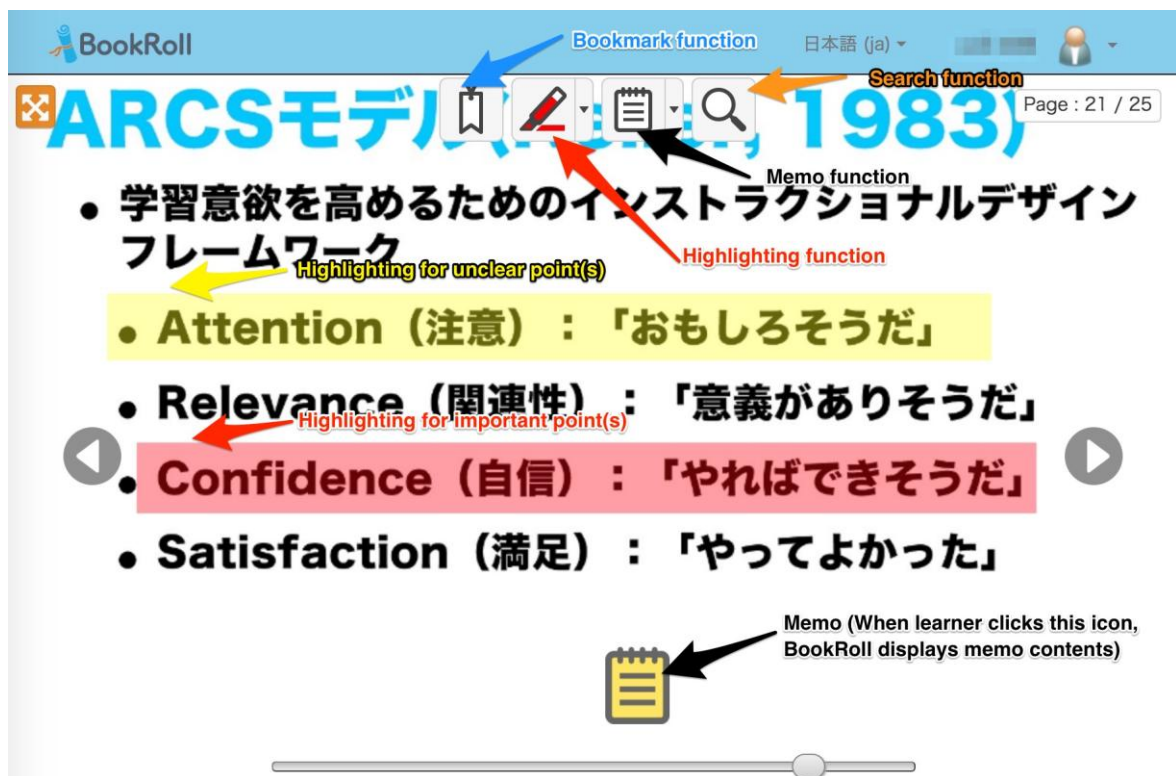 BookRoll
Bookmark function
日本語 (ja)
Search function
Page : 21 / 25
ARCSモデル(, 1983)
Memo function
学習意欲を高めるためのインストラクショナルデザイン
フレームワーク
Highlighting function
Highlighting for unclear point(s)
Attention（注意）：「おもしろそうだ」
Relevance（関連性）：「意義がありそうだ」
Highlighting for important point(s)
Confidence（自信）：「やればできそうだ」
Satisfaction（満足）：「やってよかった」
Memo (When learner clicks this icon,
BookRoll displays memo contents)